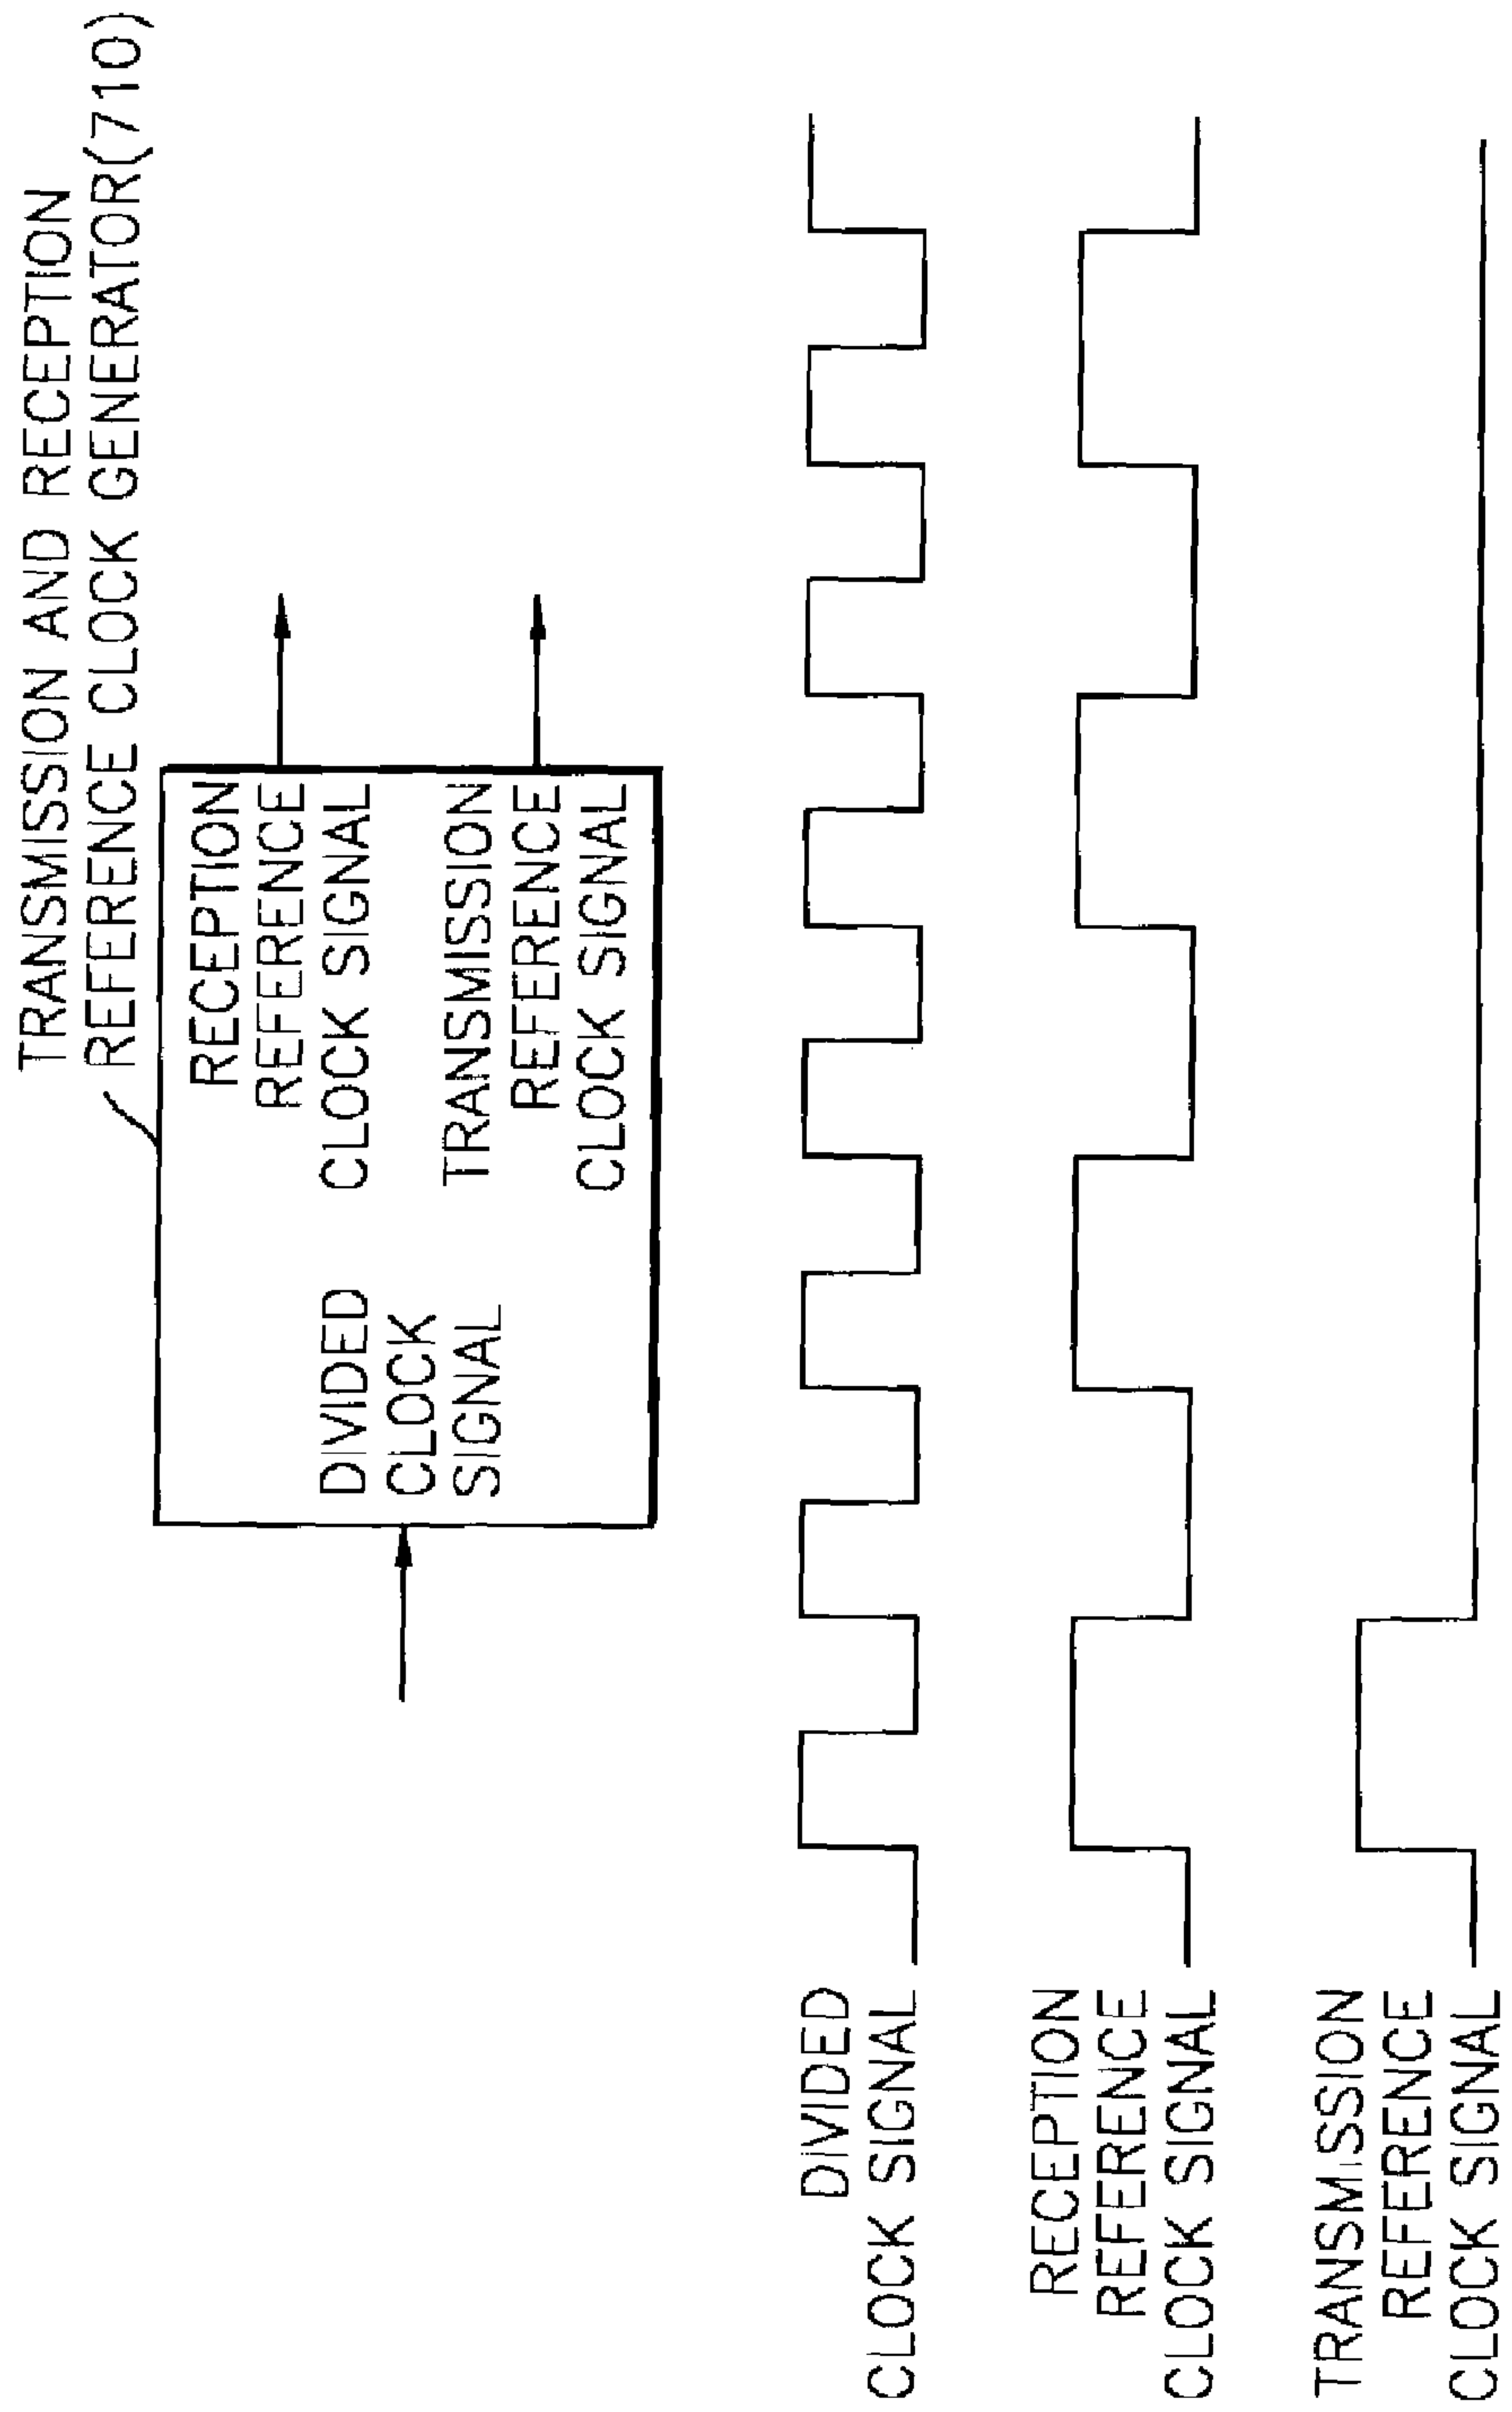 TRANSMISSION AND RECEPTION
REFERENCE CLOCK GENERATOR(710)
DIVIDED
CLOCK
SIGNAL
RECEPTION
REFERENCE
CLOCK SIGNAL
TRANSMISSION
REFERENCE
CLOCK SIGNAL
DIVIDED
CLOCK SIGNAL
RECEPTION
REFERENCE
CLOCK SIGNAL
TRANSMISSION
REFERENCE
CLOCK SIGNAL